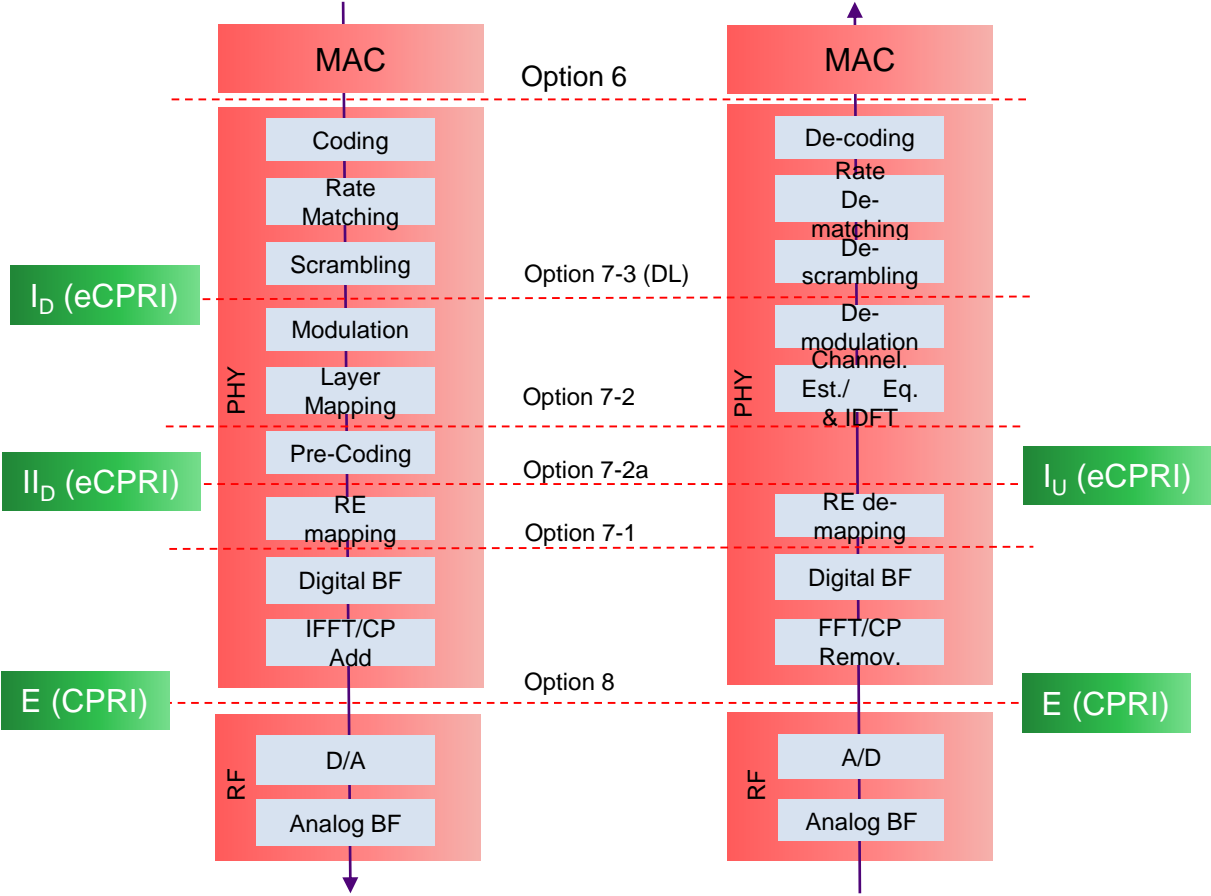 MAC
Coding
Rate
Matching
Scrambling
Modulation
Layer
Mapping
Pre-Coding
RE
mapping
Digital BF
IFFT/CP
Add
PHY
D/A
Analog BF
RF
I_D (eCPRI)
II_D (eCPRI)
E (CPRI)
Option 6
Option 7-3 (DL)
Option 7-2
Option 7-2a
Option 7-1
Option 8
MAC
De-coding
Rate
De-
matching
De-
scrambling
De-
modulation
Channel.
Est./ Eq.
& IDFT
RE de-
mapping
Digital BF
FFT/CP
Remov.
PHY
A/D
Analog BF
RF
I_U (eCPRI)
E (CPRI)